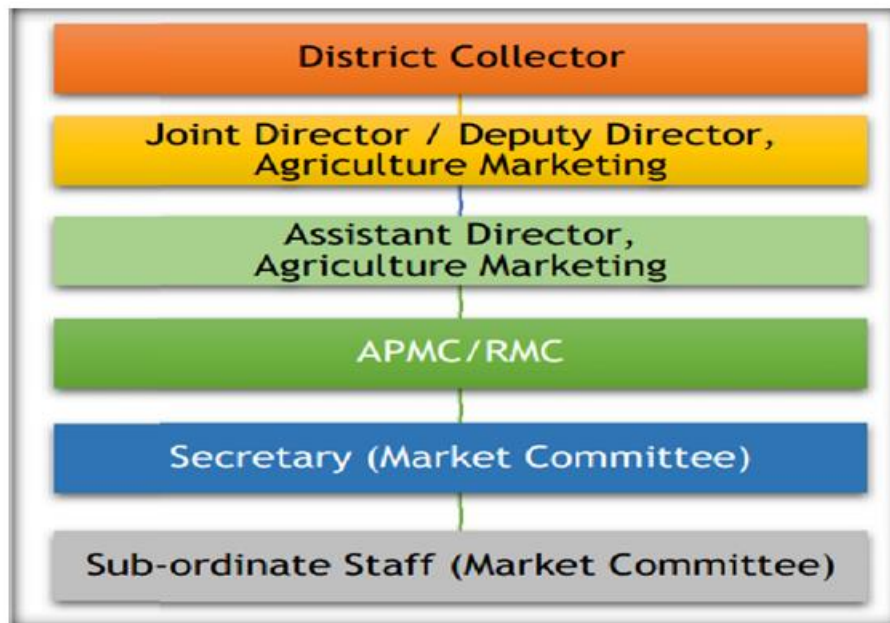 District Collector
Joint Director / Deputy Director,
Agriculture Marketing
Assistant Director,
Agriculture Marketing
APMC/RMC
Secretary (Market Committee)
Sub-ordinate Staff (Market Committee)